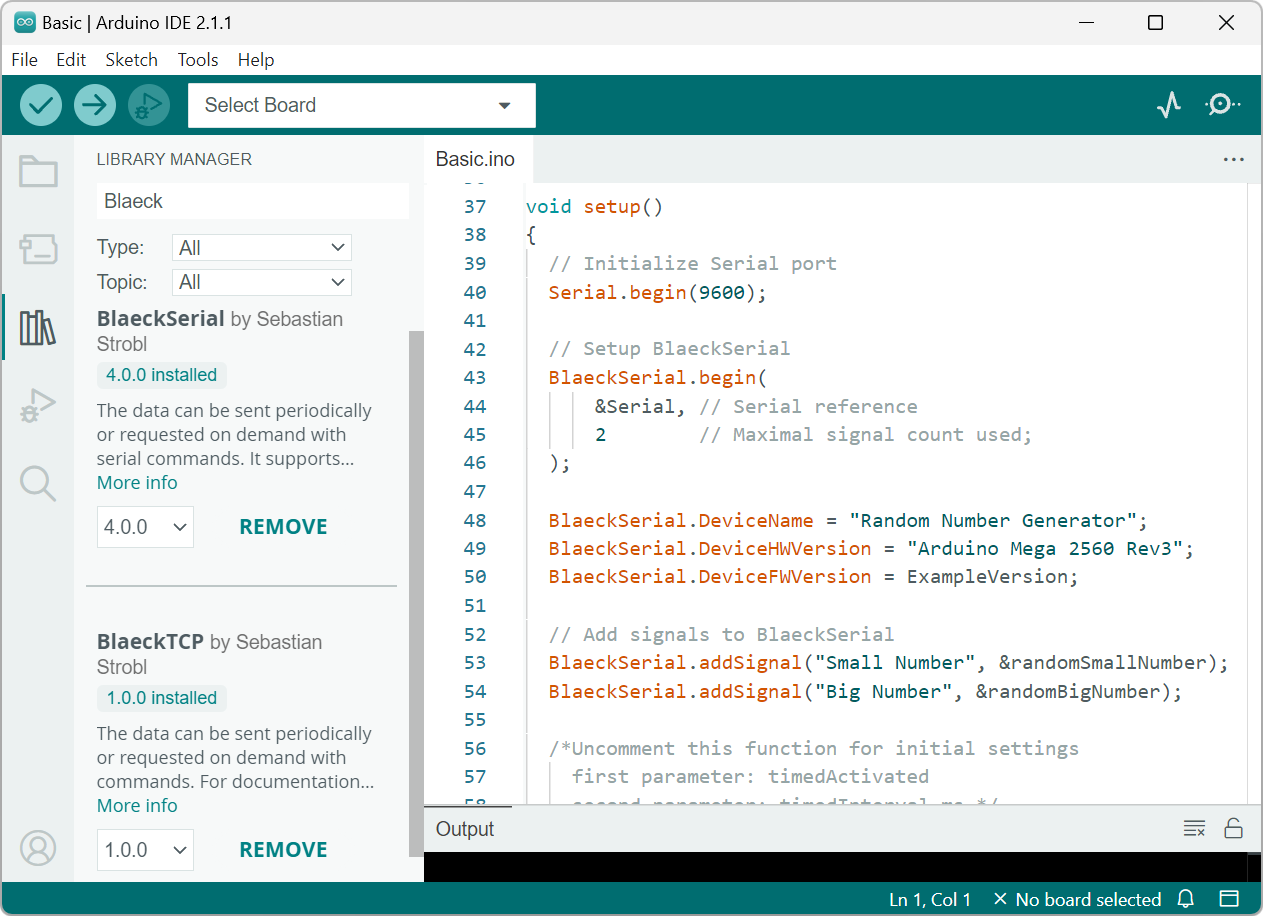 Basic | Arduino IDE 2.1.1
File Edit Sketch Tools Help
Select Board
LIBRARY MANAGER
Blaeck
Type: All
Topic: All
BlaeckSerial by Sebastian
Strobl
4.0.0 installed
The data can be sent periodically
or requested on demand with
serial commands. It supports...
More info
4.0.0 REMOVE
BlaeckTCP by Sebastian
Strobl
1.0.0 installed
The data can be sent periodically
or requested on demand with
commands. For documentation...
More info
1.0.0 REMOVE
Basic.ino
37 void setup()
38 {
39 // Initialize Serial port
40 Serial.begin(9600);
41
42 // Setup BlaeckSerial
43 BlaeckSerial.begin(
44 &Serial, // Serial reference
45 2 // Maximal signal count used;
46 );
47
48 BlaeckSerial.DeviceName = "Random Number Generator";
49 BlaeckSerial.DeviceHWVersion = "Arduino Mega 2560 Rev3";
50 BlaeckSerial.DeviceFWVersion = ExampleVersion;
51
52 // Add signals to BlaeckSerial
53 BlaeckSerial.addSignal("Small Number", &randomSmallNumber);
54 BlaeckSerial.addSignal("Big Number", &randomBigNumber);
55
56 /*Uncomment this function for initial settings
57 first parameter: timedActivated
58 second parameter: timedInterval_ms */
Output
Ln 1, Col 1 No board selected